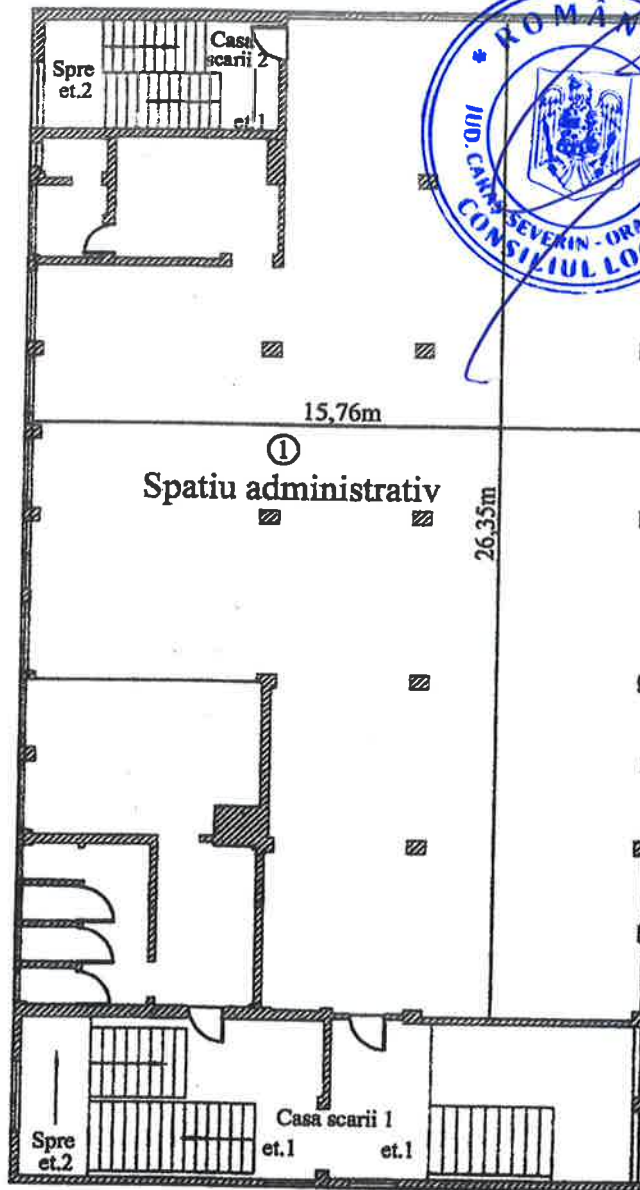 Casa
scarii 2
Spre
et.2
et.1
* ROMÂN
JUD. CARAȘ SEVERIN - ORA
CONSILIUL LO
15,76m
1
Spatiu administrativ
26,35m
Casa scarii 1
Spre
et.2
et.1
et.1